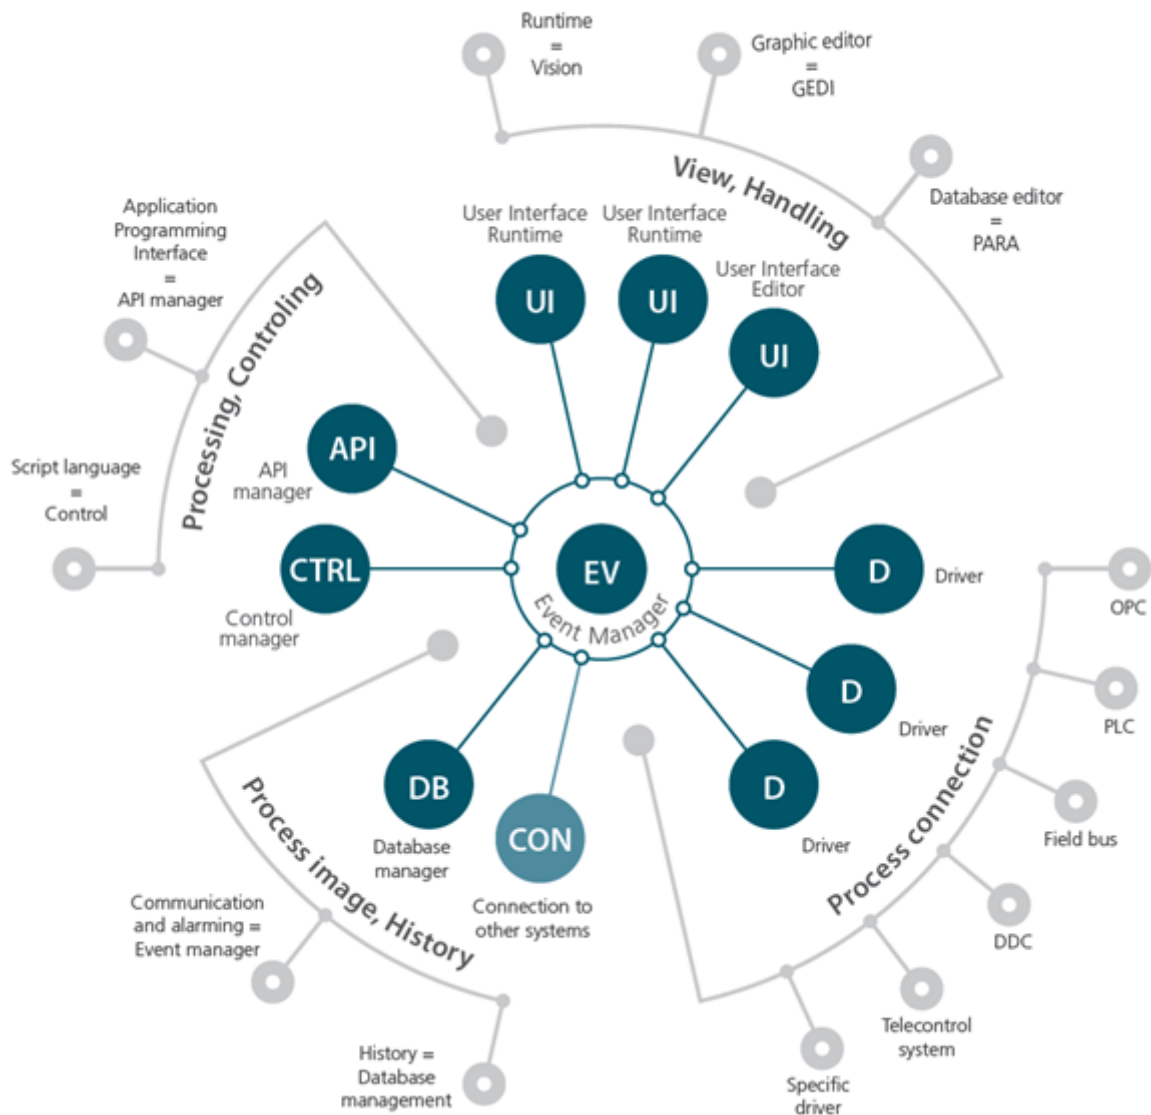 Runtime
=
Vision
Graphic editor
=
GEDI
Database editor
=
PARA
View, Handling
User Interface
Runtime
UI
User Interface
Runtime
UI
User Interface
Editor
UI
Application
Programming
Interface
=
API manager
Script language
=
Control
Processing, Controling
API
API
manager
CTRL
Control
manager
EV
Event Manager
D
Driver
D
Driver
D
Driver
Process connection
OPC
PLC
Field bus
DDC
Telecontrol
system
Specific
driver
DB
Database
manager
CON
Connection to
other systems
Process image, History
Communication
and alarming =
Event manager
History =
Database
management